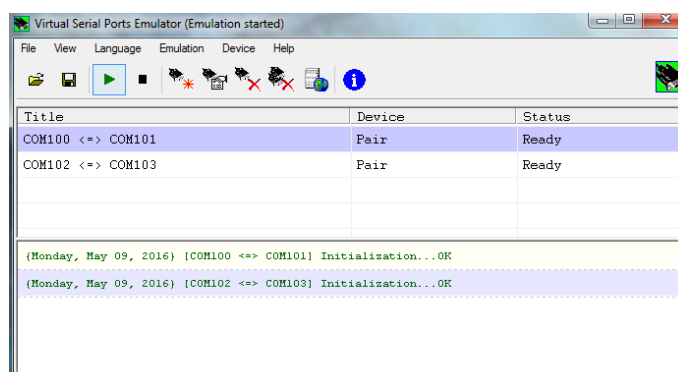 Virtual Serial Ports Emulator (Emulation started)
File View Language Emulation Device Help
Title Device Status
COM100 <=> COM101 Pair Ready
COM102 <=> COM103 Pair Ready
{Monday, May 09, 2016} [COM100 <=> COM101] Initialization...OK
{Monday, May 09, 2016} [COM102 <=> COM103] Initialization...OK